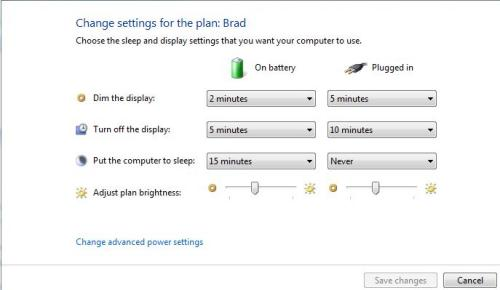 Change settings for the plan: Brad
Choose the sleep and display settings that you want your computer to use.
On battery Plugged in
Dim the display: 2 minutes 5 minutes
Turn off the display: 5 minutes 10 minutes
Put the computer to sleep: 15 minutes Never
Adjust plan brightness:
Change advanced power settings
Save changes Cancel